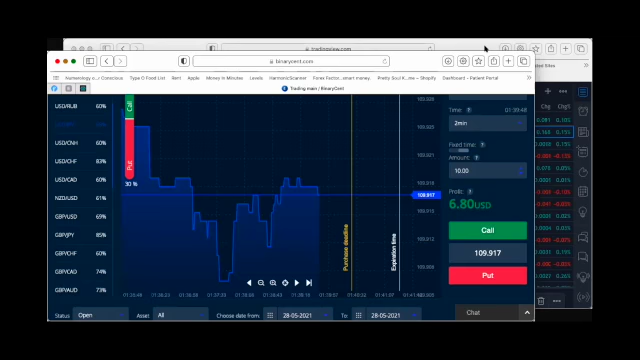 tradingview.com
binarycent.com
Numerology o...r Conscious
Type O Food List
Rent
Apple
Money In Minutes
Levels
HarmonicScanner
Forex Factor...smart money
Pretty Soul K... – Shopify
Dashboard – Patient Portal
Trading main / BinaryCent
USD/RUB 60%
USD/CNH 60%
USD/CHF 83%
USD/CAD 69%
NZD/USD 61%
GBP/USD 69%
GBP/JPY 85%
GBP/CHF 60%
GBP/CAD 74%
GBP/AUD 73%
Call
Put
30 %
Purchase deadline
Expiration time
109.917
Time: ?
01:39:48
2min
Fixed time: ?
Amount: ?
10.00
Profit: ?
6.80USD
Call
109.917
Put
Chg
Chg%
Status
Open
Asset:
All
Choose date from:
28-05-2021
To:
28-05-2021
Chat